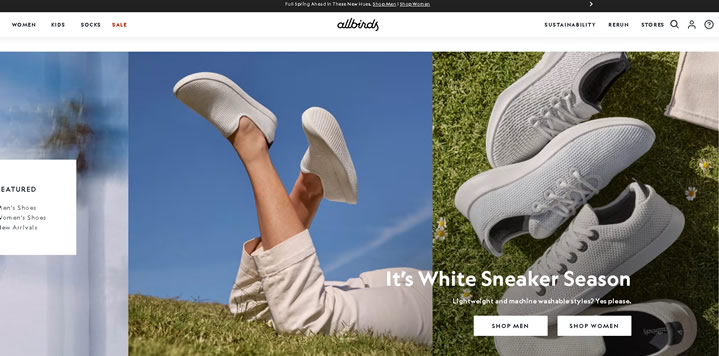 Full Spring Ahead In These New Hues. Shop Men | Shop Women
WOMEN KIDS SOCKS SALE allbirds SUSTAINABILITY RERUN STORES
EATURED
Men's Shoes
Women's Shoes
New Arrivals
It's White Sneaker Season
Lightweight and machine washable styles? Yes please.
SHOP MEN SHOP WOMEN